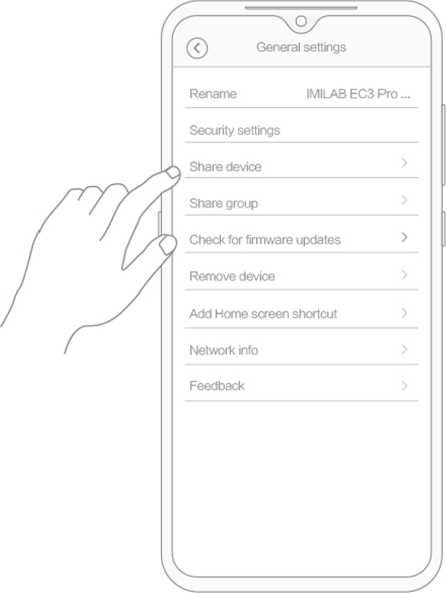 General settings
Rename IMILAB EC3 Pro ...
Security settings
Share device
Share group
Check for firmware updates
Remove device
Add Home screen shortcut
Network info
Feedback